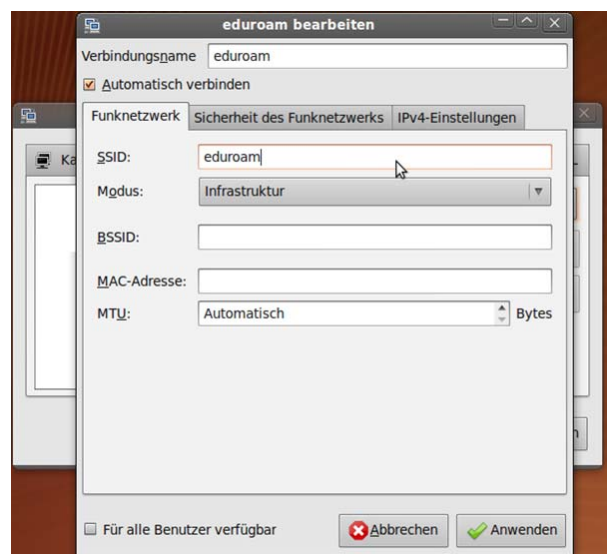 eduroam bearbeiten
Verbindungsname eduroam
Automatisch verbinden
Funknetzwerk Sicherheit des Funknetzwerks IPv4-Einstellungen
SSID: eduroam
Modus: Infrastruktur
BSSID:
MAC-Adresse:
MTU: Automatisch Bytes
Für alle Benutzer verfügbar Abbrechen Anwenden